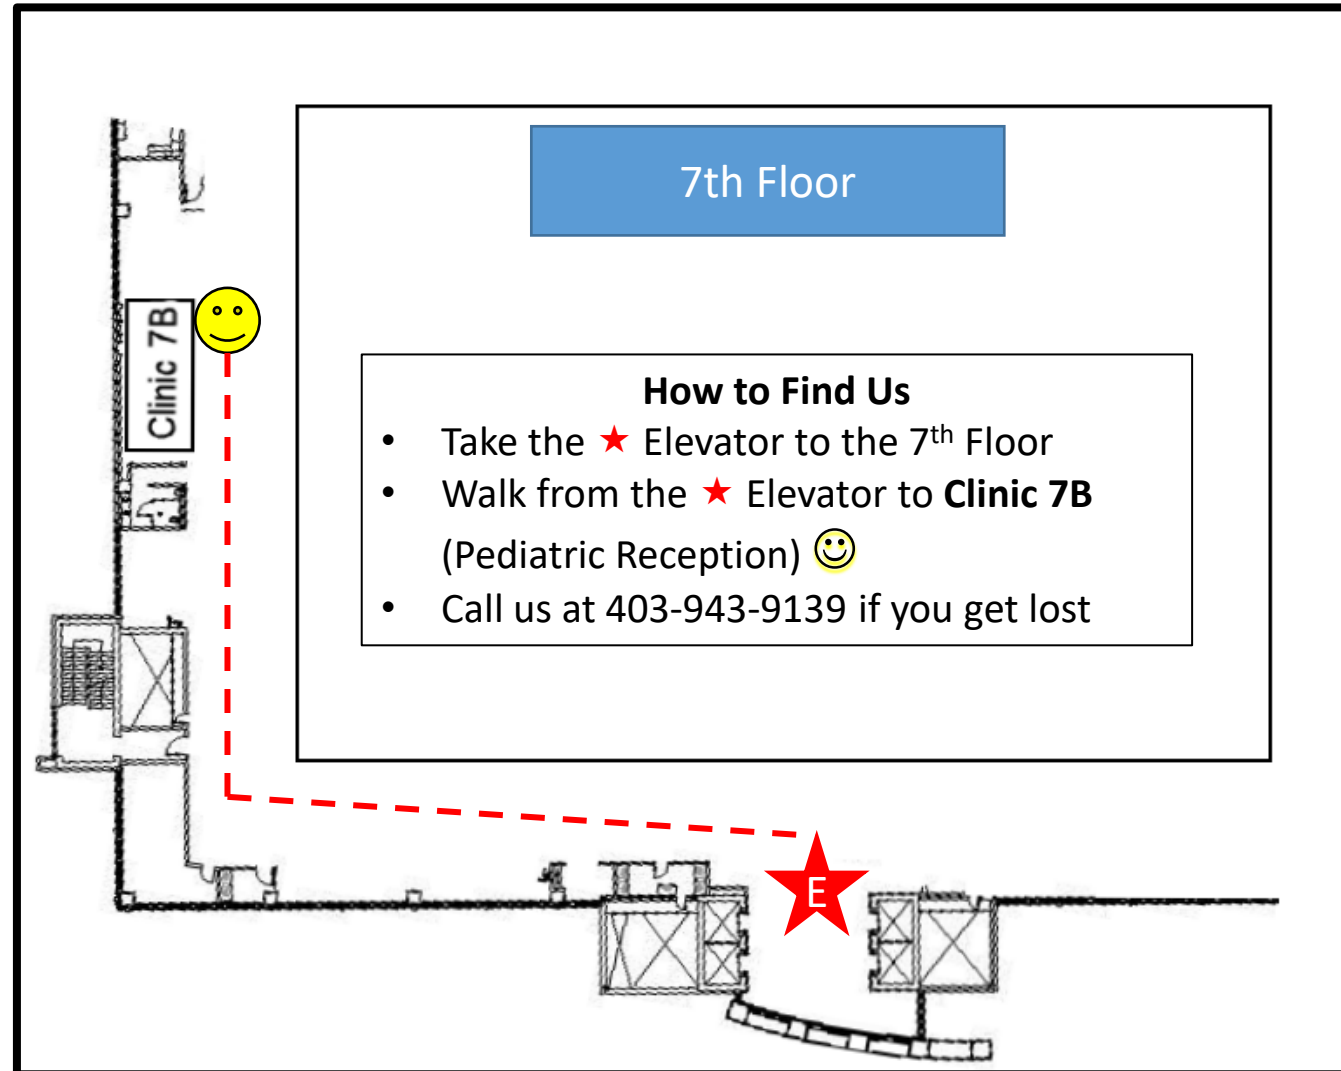 7th Floor
Clinic 7B
How to Find Us
• Take the ★ Elevator to the 7th Floor
• Walk from the ★ Elevator to Clinic 7B
(Pediatric Reception)
• Call us at 403-943-9139 if you get lost
E